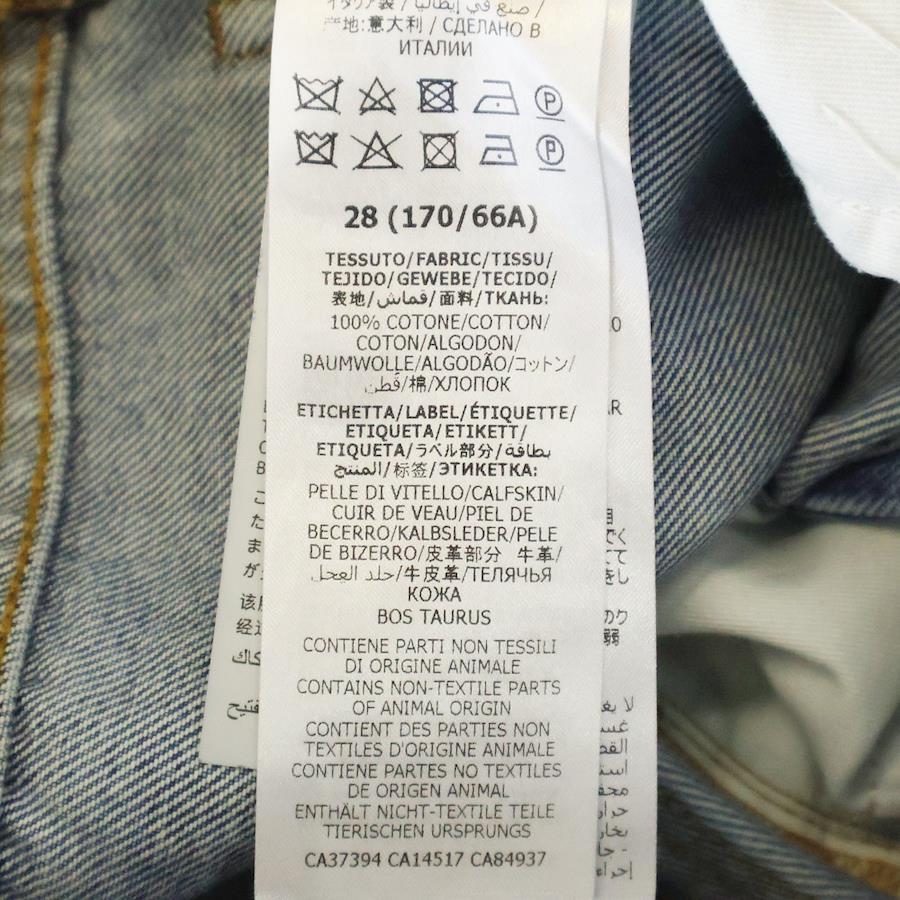 イタリア製 / صنع في إيطاليا /
产地:意大利 / СДЕЛАНО В
ИТАЛИИ
28 (170/66A)
TESSUTO/FABRIC/TISSU/
TEJIDO/GEWEBE/TECIDO/
表地/قماش/面料/ТКАНЬ:
100% COTONE/COTTON/
COTON/ALGODON/
BAUMWOLLE/ALGODÃO/コットン/
قطن/棉/ХЛОПОК
ETICHETTA/LABEL/ÉTIQUETTE/
ETIQUETA/ETIKETT/
ETIQUETA/ラベル部分/بطاقة
المنتج/标签/ЭТИКЕТКА:
PELLE DI VITELLO/CALFSKIN/
CUIR DE VEAU/PIEL DE
BECERRO/KALBSLEDER/PELE
DE BIZERRO/皮革部分 牛革/
جلد العجل/牛皮革/ТЕЛЯЧЬЯ
КОЖА
BOS TAURUS
CONTIENE PARTI NON TESSILI
DI ORIGINE ANIMALE
CONTAINS NON-TEXTILE PARTS
OF ANIMAL ORIGIN
CONTIENT DES PARTIES NON
TEXTILES D'ORIGINE ANIMALE
CONTIENE PARTES NO TEXTILES
DE ORIGEN ANIMAL
ENTHÄLT NICHT-TEXTILE TEILE
TIERISCHEN URSPRUNGS
CA37394 CA14517 CA84937